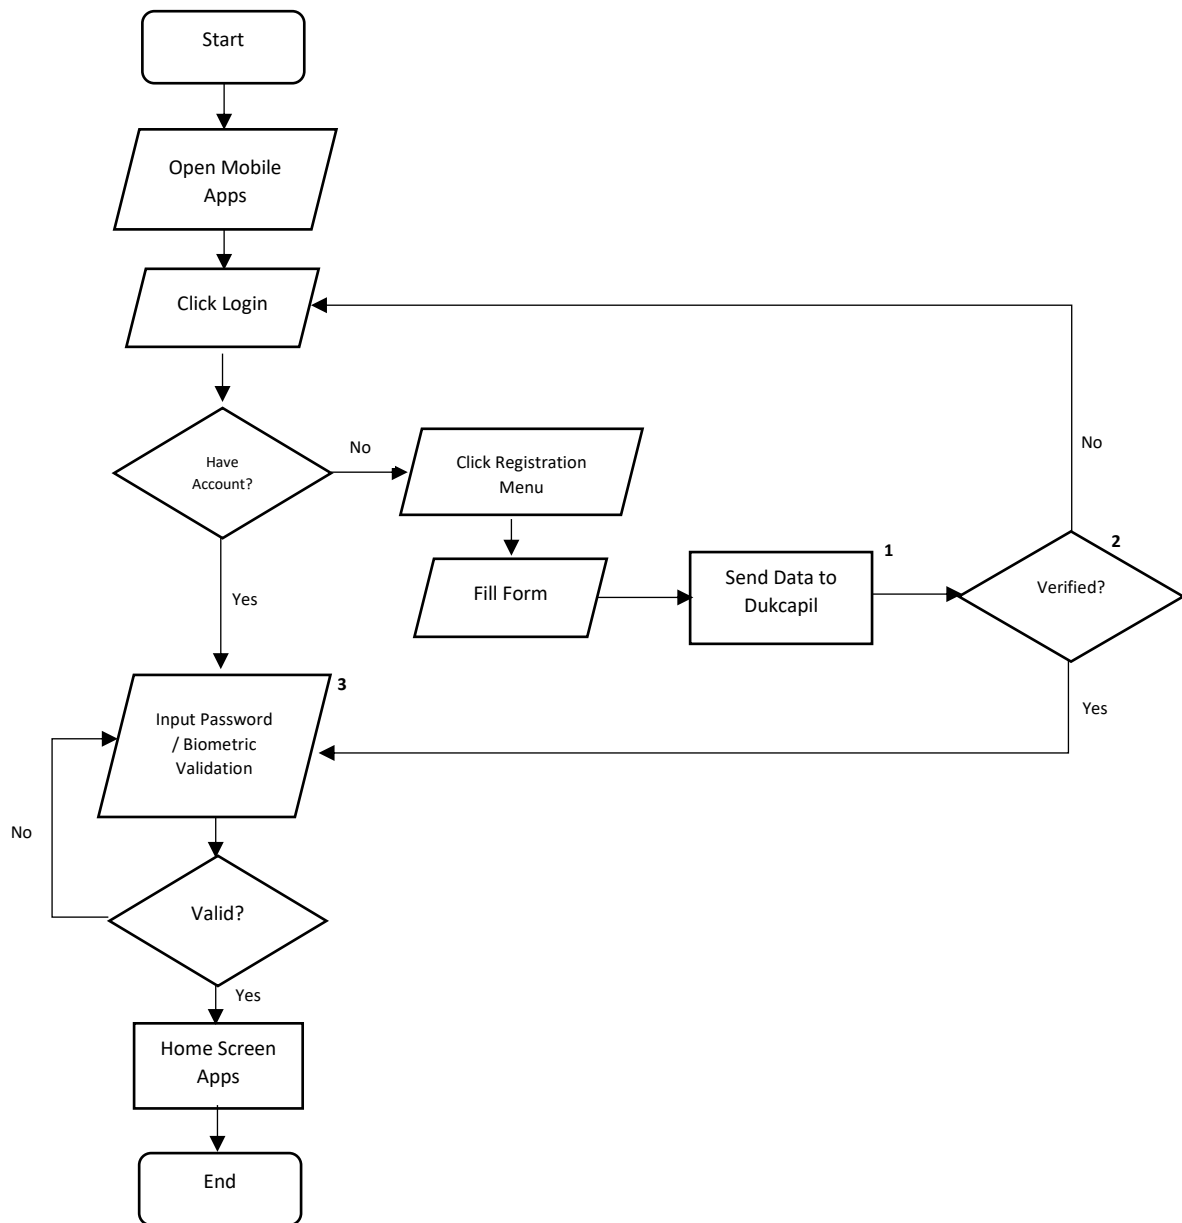 Start
Open Mobile
Apps
Click Login
No
Have
Account?
No
Click Registration
Menu
1
2
Send Data to
Dukcapil
Verified?
Fill Form
Yes
3
Yes
Input Password
/ Biometric
Validation
No
Valid?
Yes
Home Screen
Apps
End